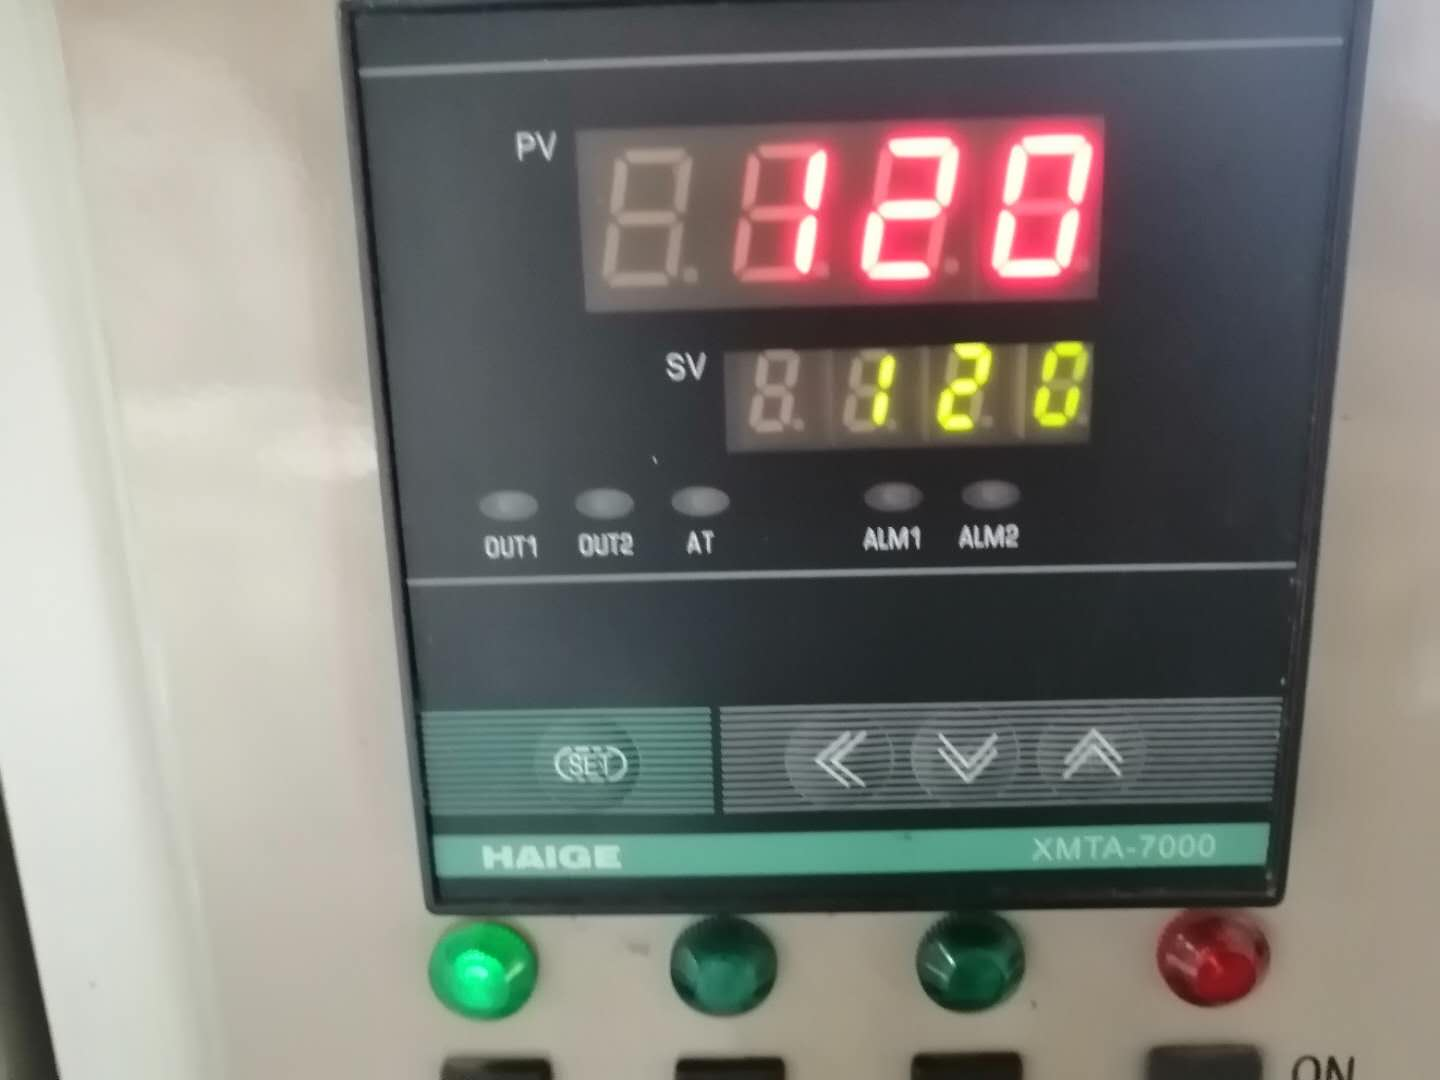 PV 120
SV 120
OUT1 OUT2 AT ALM1 ALM2
SET
HAIGE XMTA-7000
ON